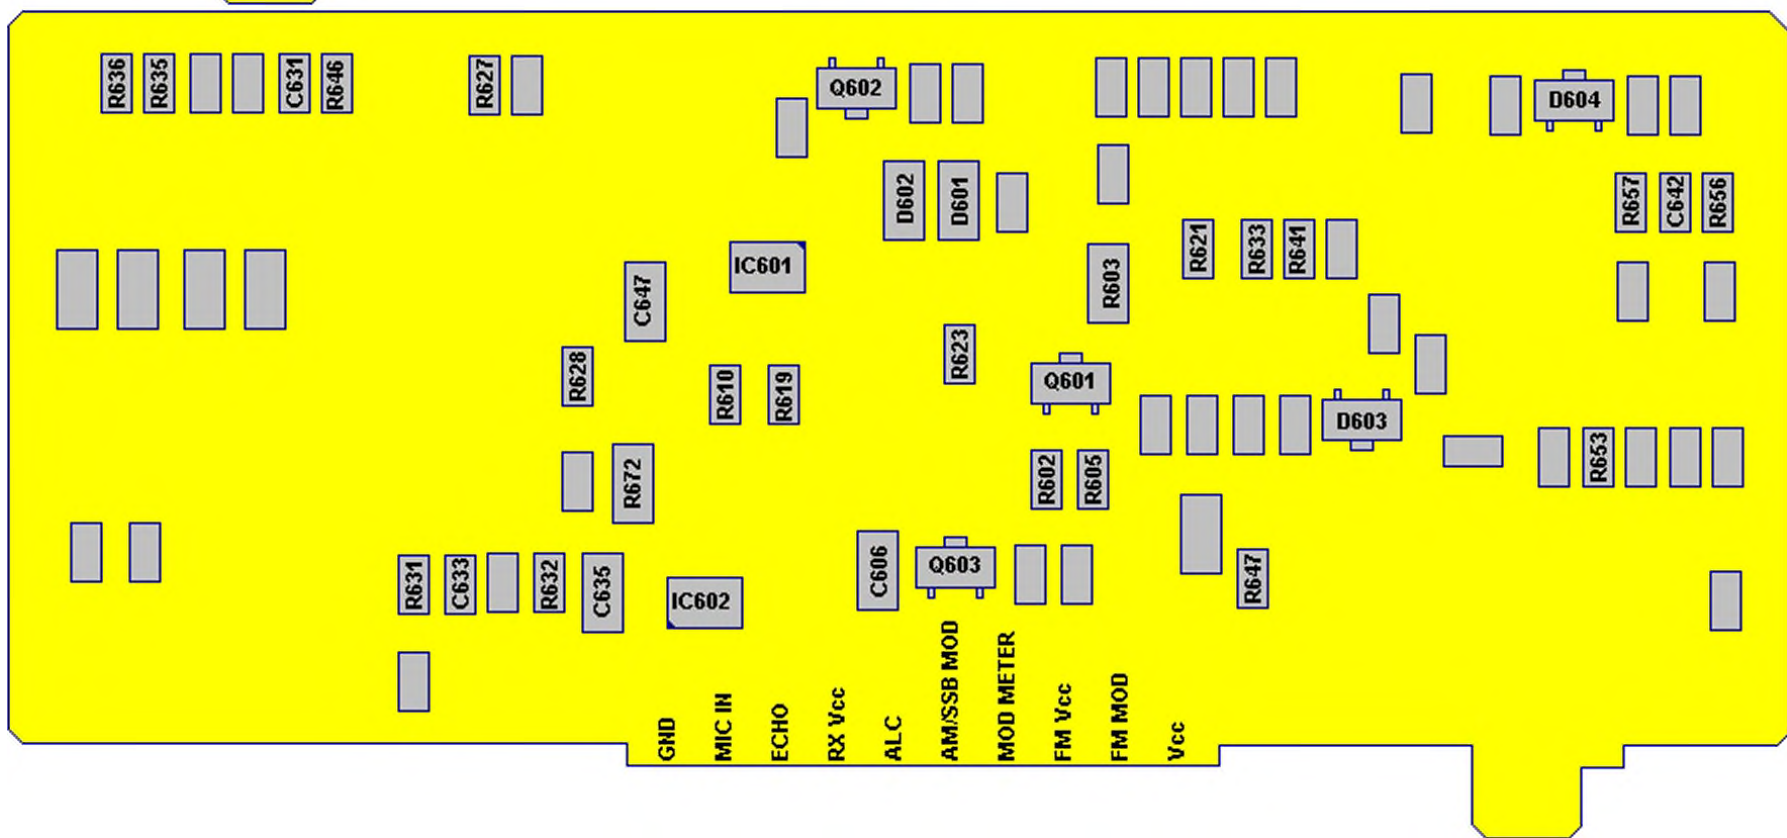 R636
R635
C631
R646
R627
Q602
D604
D602
D601
R657
C642
R656
R621
R633
R641
IC601
C647
R603
R623
R628
R610
R619
Q601
D603
R672
R602
R605
R653
R631
C633
R632
C635
IC602
C606
Q603
R647
GND
MIC IN
ECHO
RX Vcc
ALC
AM/SSB MOD
MOD METER
FM Vcc
FM MOD
Vcc